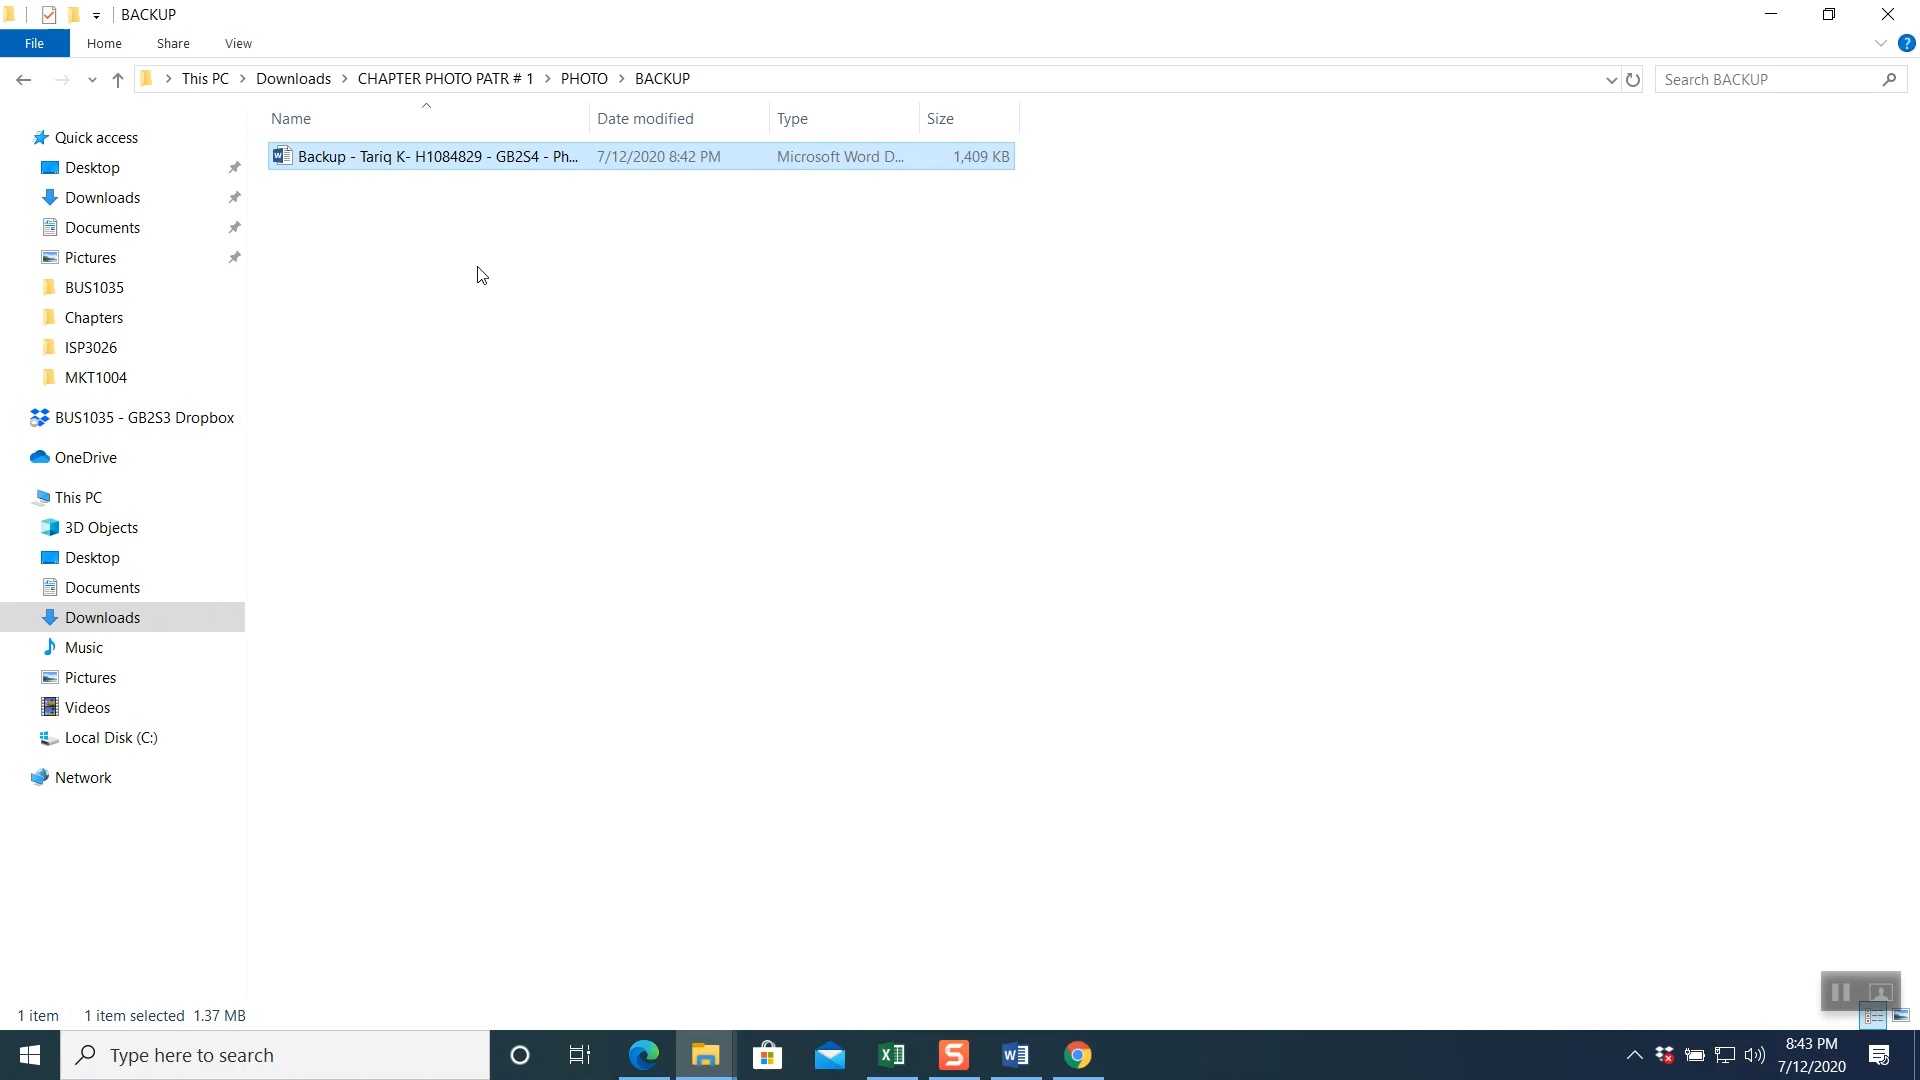 BACKUP
File Home Share View
This PC Downloads CHAPTER PHOTO PATR # 1 PHOTO BACKUP
Search BACKUP
Name Date modified Type Size
Backup - Tariq K- H1084829 - GB2S4 - Ph... 7/12/2020 8:42 PM Microsoft Word D... 1,409 KB
Quick access
Desktop
Downloads
Documents
Pictures
BUS1035
Chapters
ISP3026
MKT1004
BUS1035 - GB2S3 Dropbox
OneDrive
This PC
3D Objects
Desktop
Documents
Downloads
Music
Pictures
Videos
Local Disk (C:)
Network
1 item 1 item selected 1.37 MB
Type here to search
8:43 PM
7/12/2020